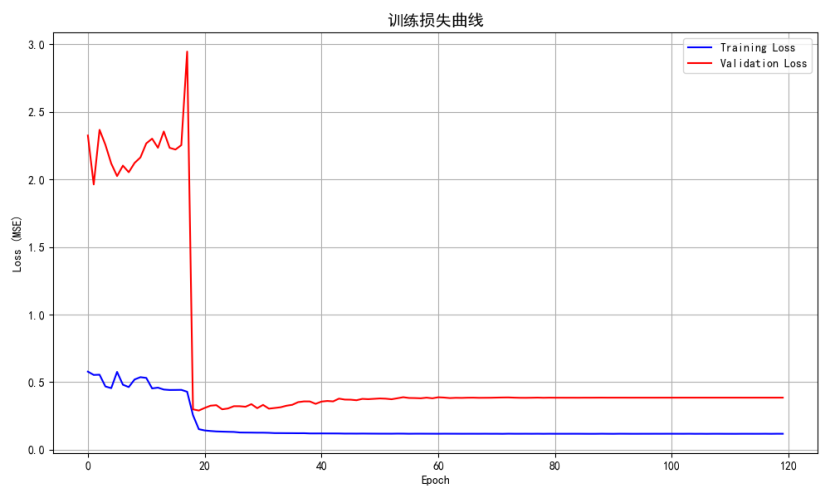 训练损失曲线
Training Loss
Validation Loss
3.0
2.5
2.0
1.5
1.0
0.5
0.0
Loss (MSE)
0 20 40 60 80 100 120
Epoch